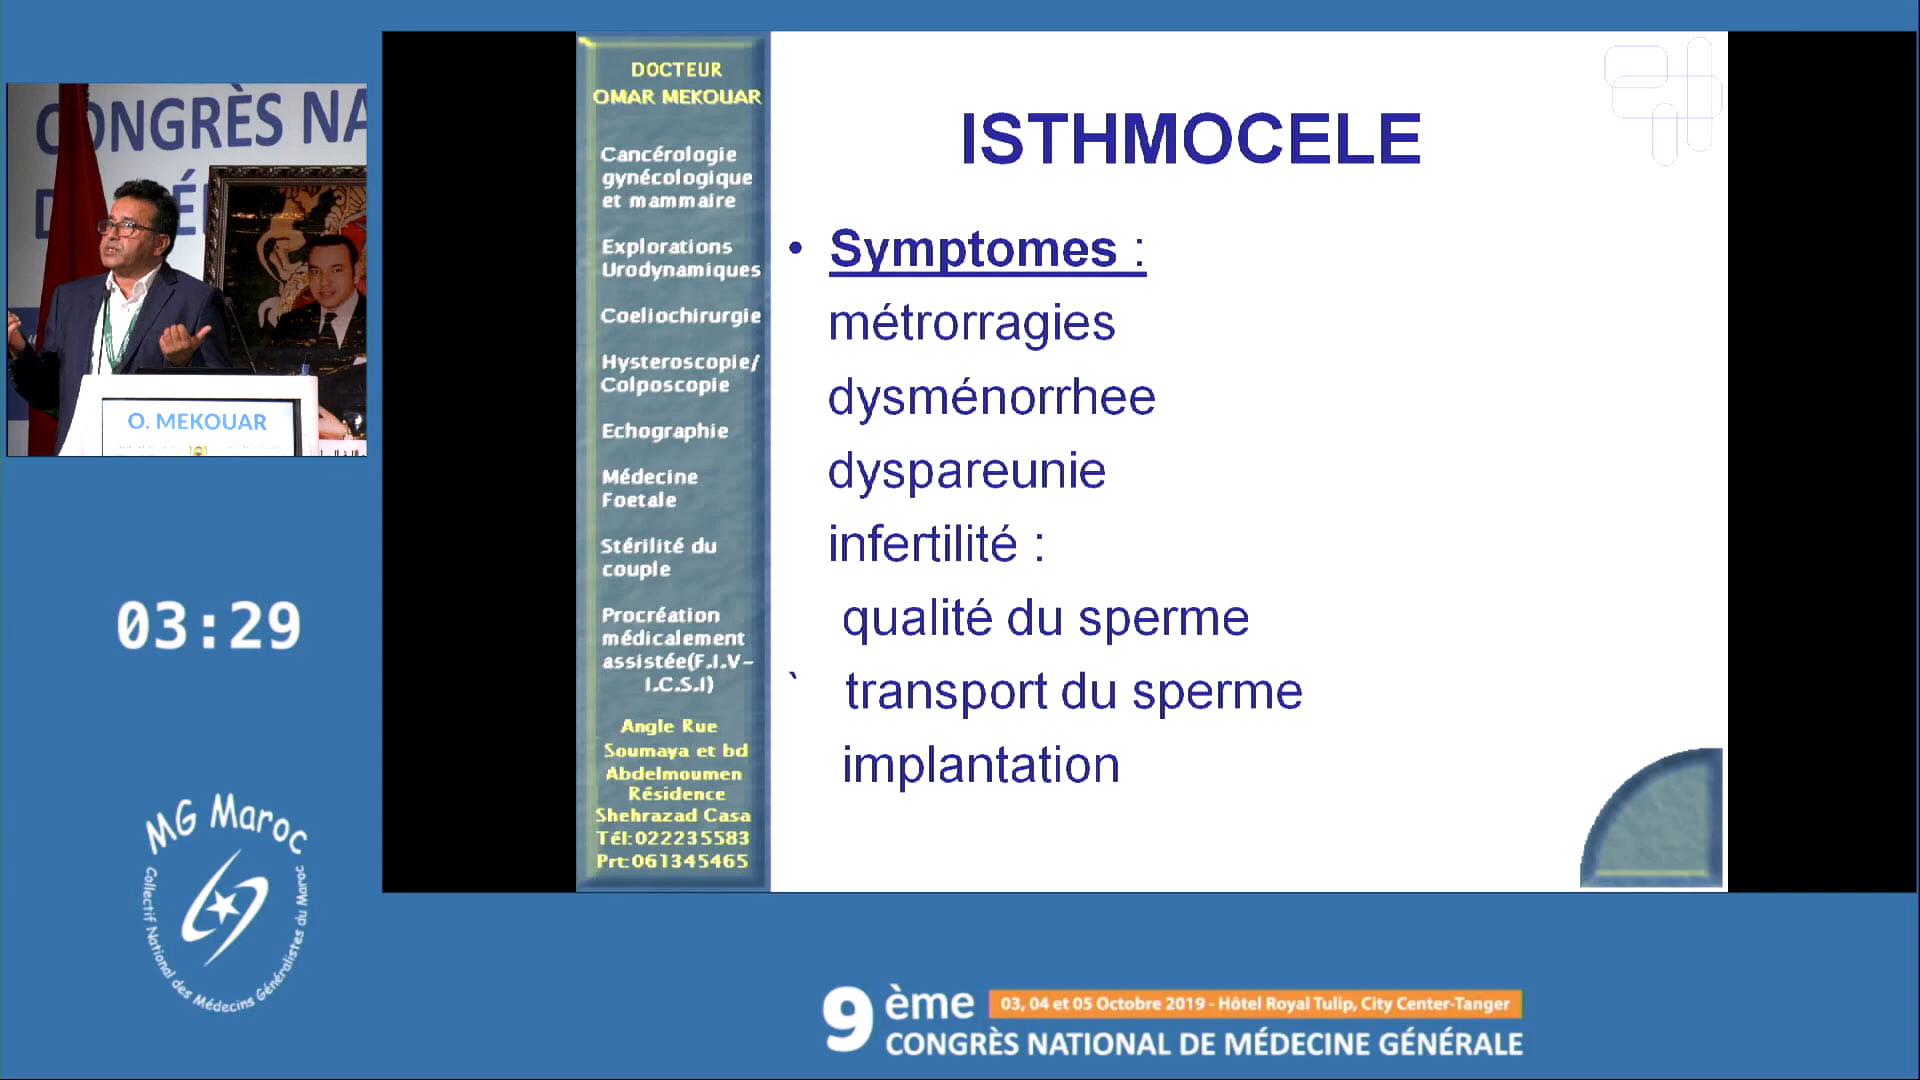 CONGRÈS NA
O. MEKOUAR
03:29
MG Maroc
Collectif National des Médecins Généralistes du Maroc
DOCTEUR
OMAR MEKOUAR
Cancérologie
gynécologique
et mammaire
Explorations
Urodynamiques
Coeliochirurgie
Hysteroscopie/
Colposcopie
Echographie
Médecine
Foetale
Stérilité du
couple
Procréation
médicalement
assistée(F.I.V-
I.C.S.I)
Angle Rue
Soumaya et bd
Abdelmoumen
Résidence
Shehrazad Casa
Tél:022235583
Prt:061345465
ISTHMOCELE
• Symptomes :
métrorragies
dysménorrhee
dyspareunie
infertilité :
qualité du sperme
` transport du sperme
implantation
9 ème
03, 04 et 05 Octobre 2019 - Hôtel Royal Tulip, City Center-Tanger
CONGRÈS NATIONAL DE MÉDECINE GÉNÉRALE